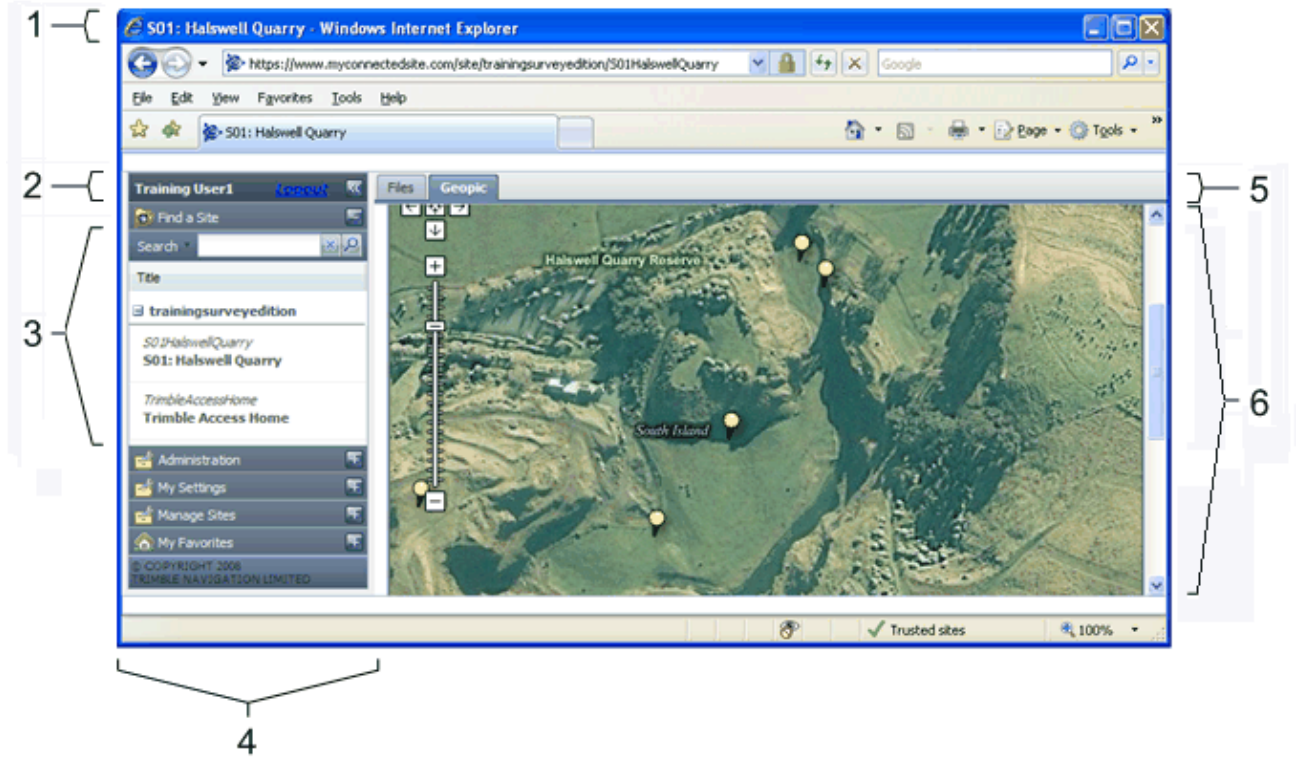 1
S01: Halswell Quarry - Windows Internet Explorer
https://www.myconnectedsite.com/site/trainingsurveyedition/S01HalswellQuarry
Google
File Edit View Favorites Tools Help
S01: Halswell Quarry
Page Tools
2
Training User1 Logout
Files Geopic
5
Find a Site
Search
Title
3
trainingsurveyedition
S01HalswellQuarry
S01: Halswell Quarry
TrimbleAccessHome
Trimble Access Home
Administration
My Settings
Manage Sites
My Favorites
© COPYRIGHT 2008
TRIMBLE NAVIGATION LIMITED
Halswell Quarry Reserve
South Island
6
Trusted sites
100%
4